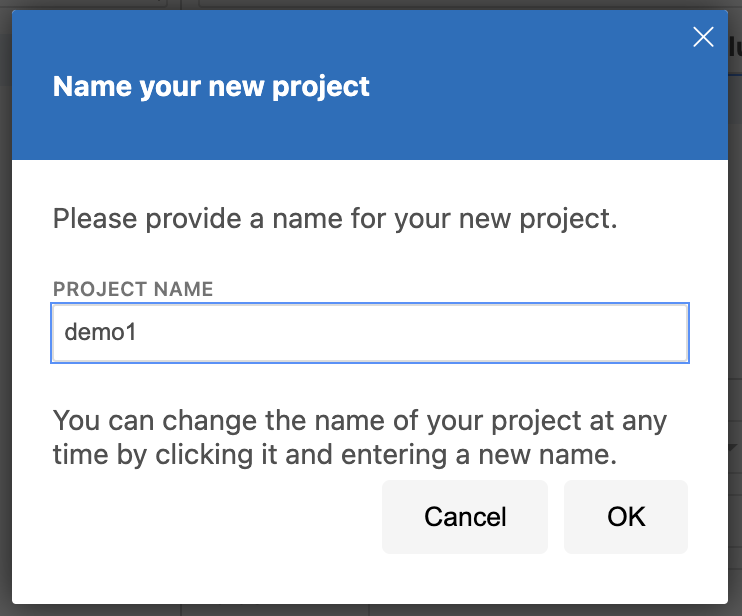 Name your new project
Please provide a name for your new project.
PROJECT NAME
demo1
You can change the name of your project at any
time by clicking it and entering a new name.
Cancel
OK